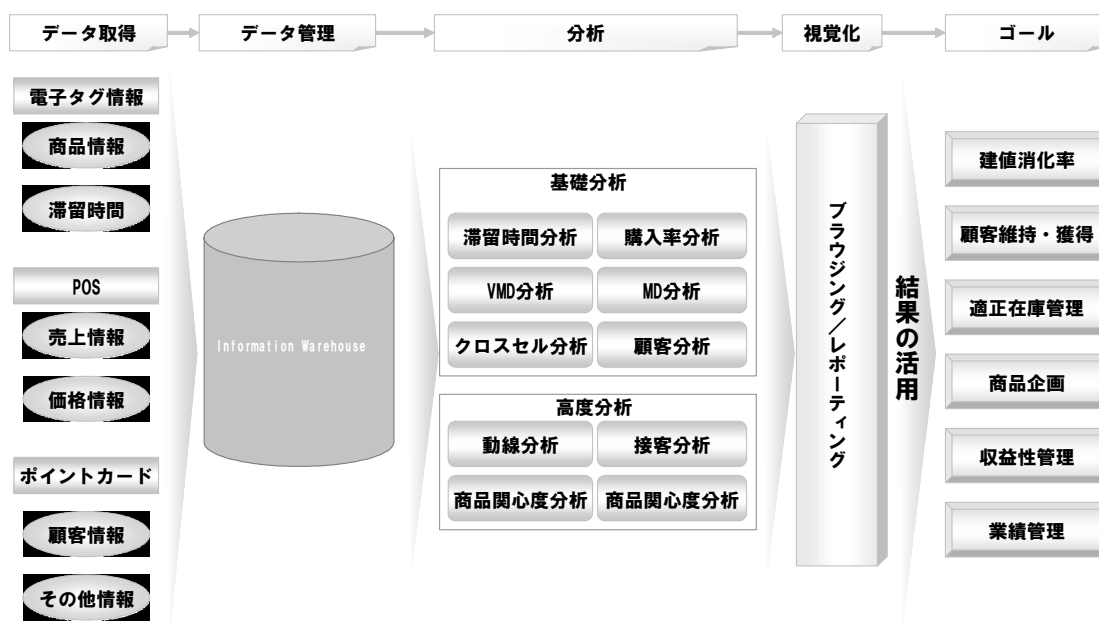 データ取得
データ管理
分析
視覚化
ゴール
電子タグ情報
商品情報
滞留時間
POS
売上情報
価格情報
ポイントカード
顧客情報
その他情報
Information Warehouse
基礎分析
滞留時間分析
購入率分析
VMD分析
MD分析
クロスセル分析
顧客分析
高度分析
動線分析
接客分析
商品関心度分析
商品関心度分析
ブラウジング/レポーティング
結果の活用
建値消化率
顧客維持・獲得
適正在庫管理
商品企画
収益性管理
業績管理